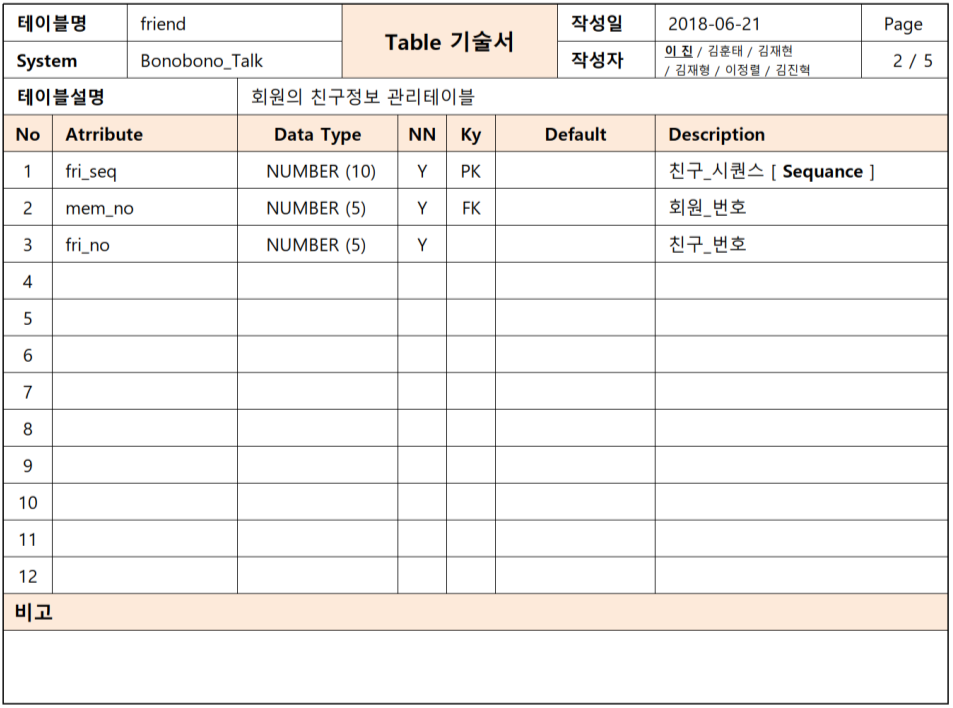 테이블명 friend Table 기술서 작성일 2018-06-21 Page
System Bonobono_Talk 작성자 이 진 / 김훈태 / 김재현 / 김재형 / 이정렬 / 김진혁 2 / 5
테이블설명 회원의 친구정보 관리테이블
No Atrribute Data Type NN Ky Default Description
1 fri_seq NUMBER (10) Y PK 친구_시퀀스 [ Sequance ]
2 mem_no NUMBER (5) Y FK 회원_번호
3 fri_no NUMBER (5) Y 친구_번호
4
5
6
7
8
9
10
11
12
비고